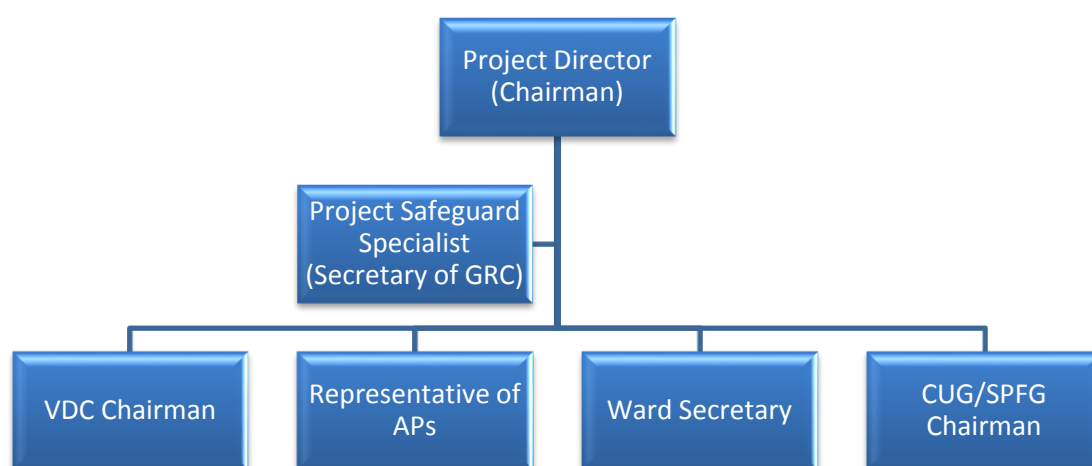 Project Director
(Chairman)
Project Safeguard
Specialist
(Secretary of GRC)
VDC Chairman
Representative of
APs
Ward Secretary
CUG/SPFG
Chairman